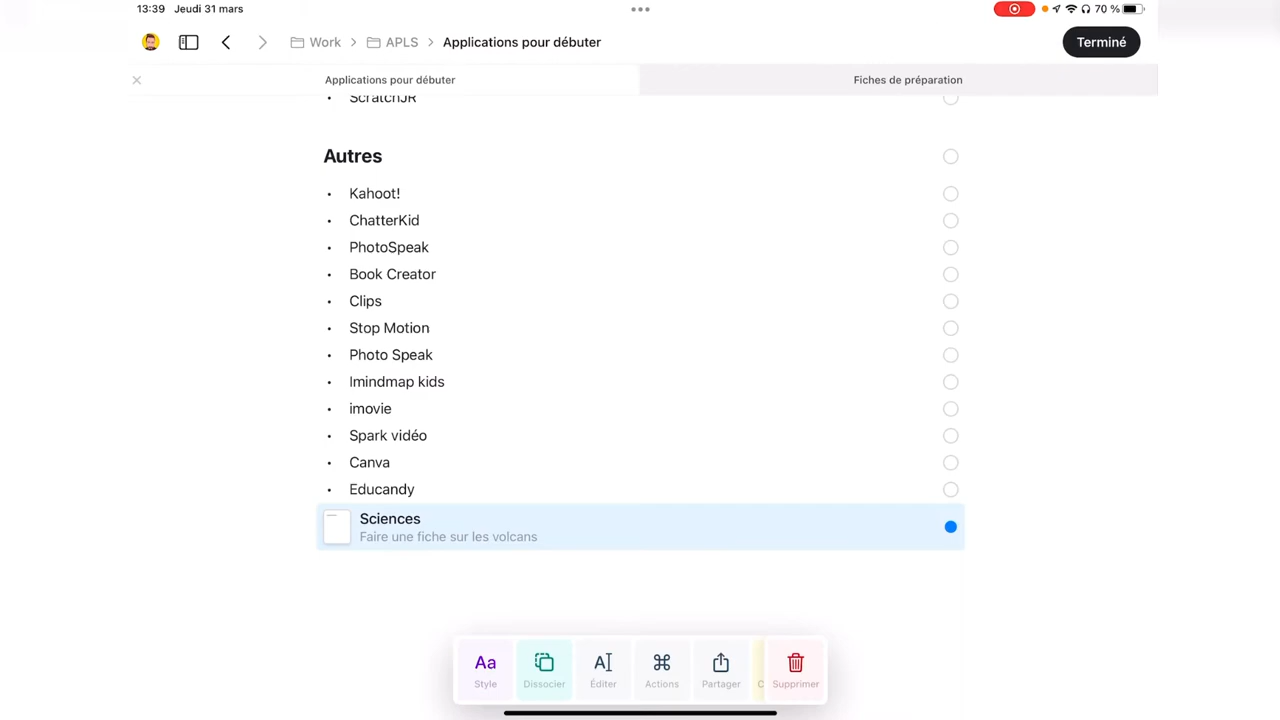 13:39 Jeudi 31 mars
70 %
Work
APLS
Applications pour débuter
Terminé
Applications pour débuter
Fiches de préparation
• ScratchJR
Autres
• Kahoot!
• ChatterKid
• PhotoSpeak
• Book Creator
• Clips
• Stop Motion
• Photo Speak
• Imindmap kids
• imovie
• Spark vidéo
• Canva
• Educandy
Sciences
Faire une fiche sur les volcans
Aa
Style
Dissocier
Éditer
Actions
Partager
C
Supprimer